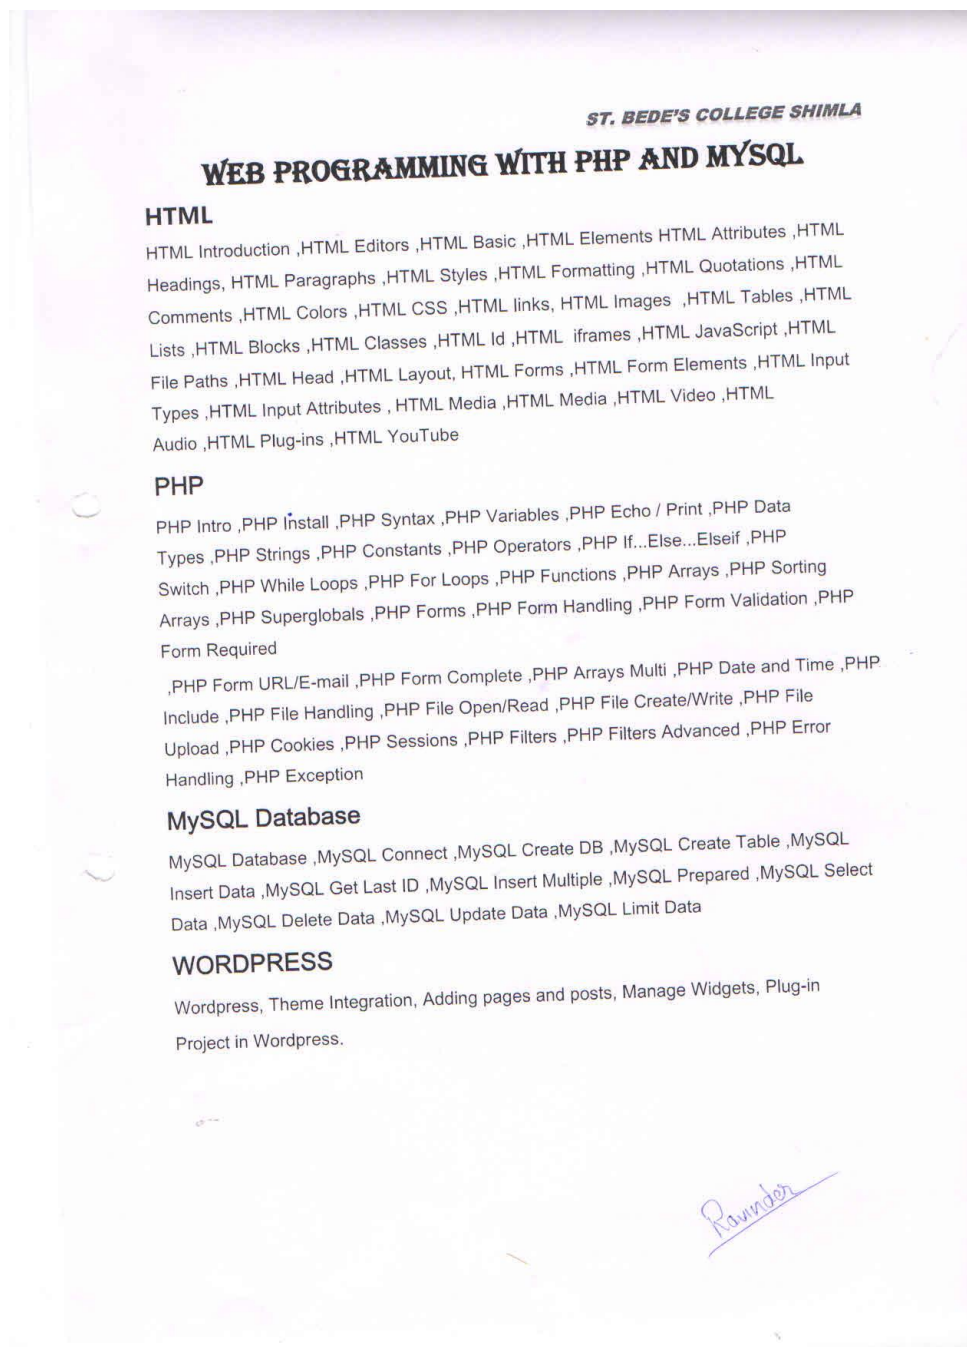 ST. BEDE'S COLLEGE SHIMLA
WEB PROGRAMMING WITH PHP AND MYSQL
HTML
HTML Introduction ,HTML Editors ,HTML Basic ,HTML Elements HTML Attributes ,HTML
Headings, HTML Paragraphs ,HTML Styles ,HTML Formatting ,HTML Quotations ,HTML
Comments ,HTML Colors ,HTML CSS ,HTML links, HTML Images ,HTML Tables ,HTML
Lists ,HTML Blocks ,HTML Classes ,HTML Id ,HTML iframes ,HTML JavaScript ,HTML
File Paths ,HTML Head ,HTML Layout, HTML Forms ,HTML Form Elements ,HTML Input
Types ,HTML Input Attributes , HTML Media ,HTML Media ,HTML Video ,HTML
Audio ,HTML Plug-ins ,HTML YouTube
PHP
PHP Intro ,PHP Install ,PHP Syntax ,PHP Variables ,PHP Echo / Print ,PHP Data
Types ,PHP Strings ,PHP Constants ,PHP Operators ,PHP If...Else...Elseif ,PHP
Switch ,PHP While Loops ,PHP For Loops ,PHP Functions ,PHP Arrays ,PHP Sorting
Arrays ,PHP Superglobals ,PHP Forms ,PHP Form Handling ,PHP Form Validation ,PHP
Form Required
,PHP Form URL/E-mail ,PHP Form Complete ,PHP Arrays Multi ,PHP Date and Time ,PHP
Include ,PHP File Handling ,PHP File Open/Read ,PHP File Create/Write ,PHP File
Upload ,PHP Cookies ,PHP Sessions ,PHP Filters ,PHP Filters Advanced ,PHP Error
Handling ,PHP Exception
MySQL Database
MySQL Database ,MySQL Connect ,MySQL Create DB ,MySQL Create Table ,MySQL
Insert Data ,MySQL Get Last ID ,MySQL Insert Multiple ,MySQL Prepared ,MySQL Select
Data ,MySQL Delete Data ,MySQL Update Data ,MySQL Limit Data
WORDPRESS
Wordpress, Theme Integration, Adding pages and posts, Manage Widgets, Plug-in
Project in Wordpress.
Ravinder